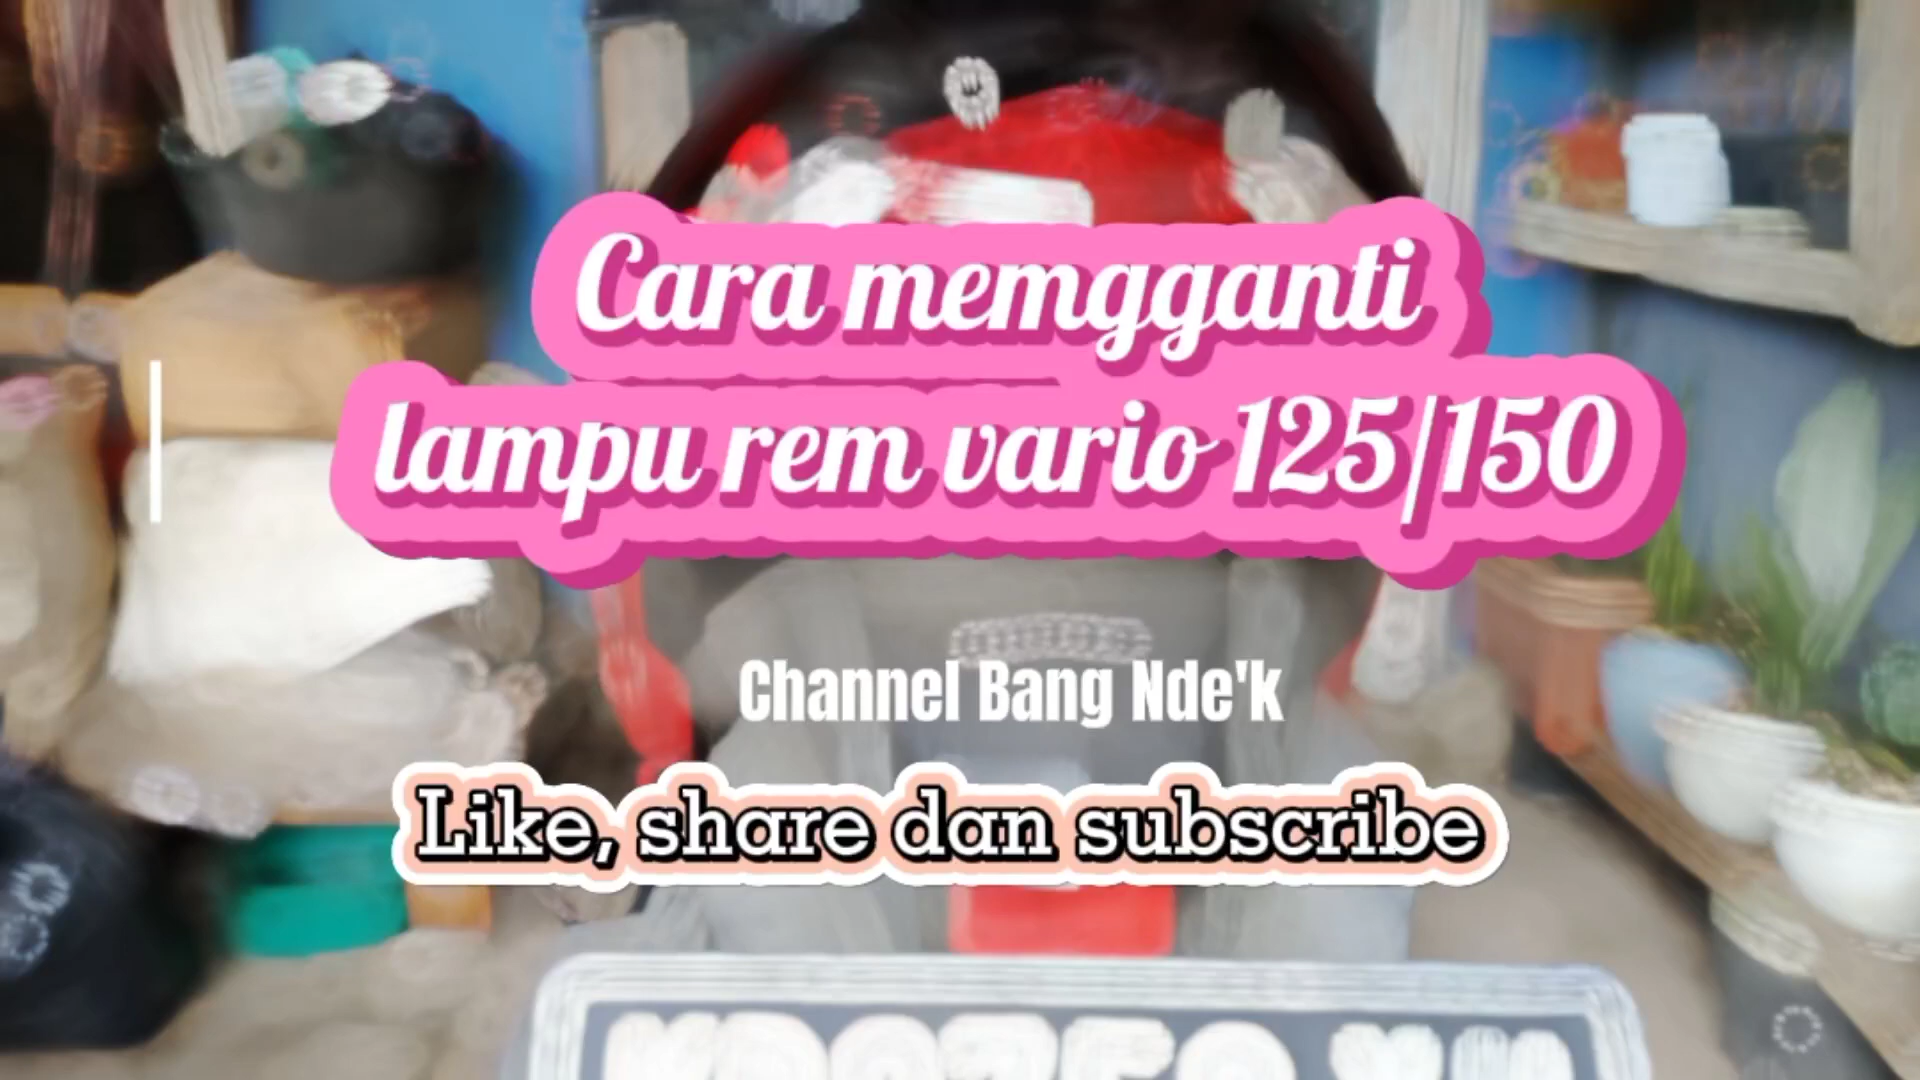 Cara memgganti
lampu rem vario 125/150
Channel Bang Nde'k
Like, share dan subscribe